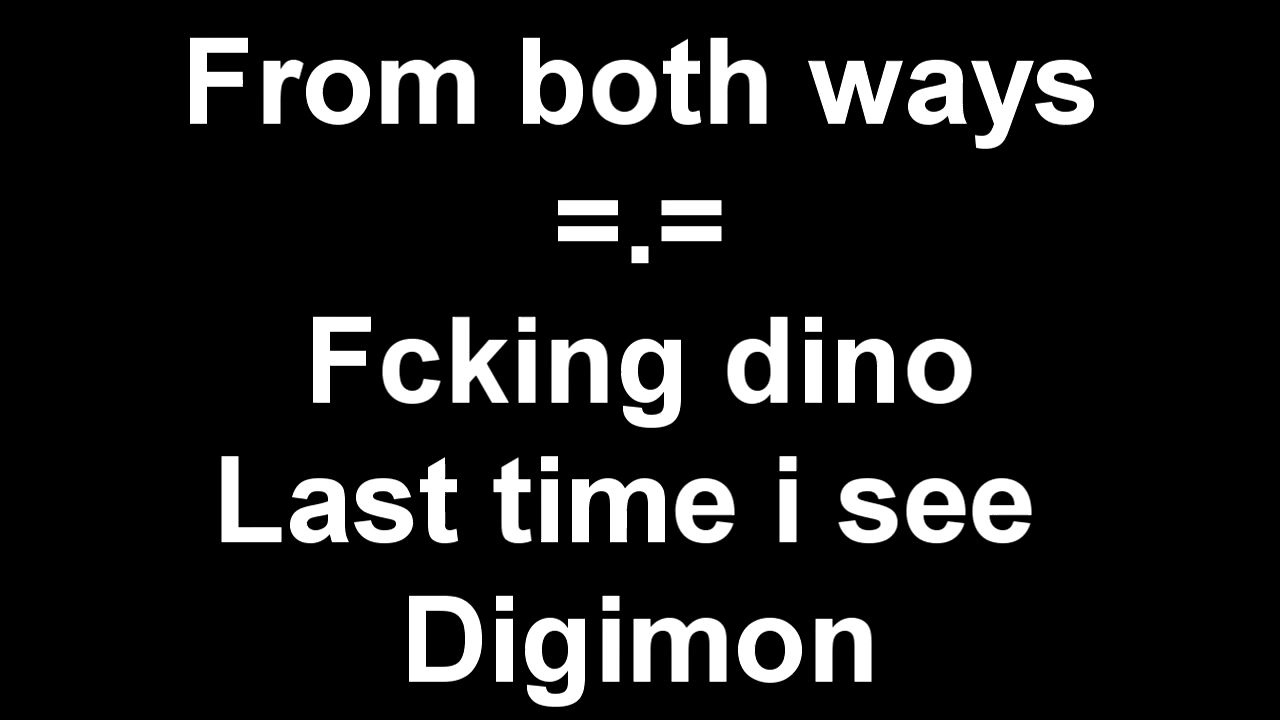 From both ways
=.=
Fcking dino
Last time i see
Digimon